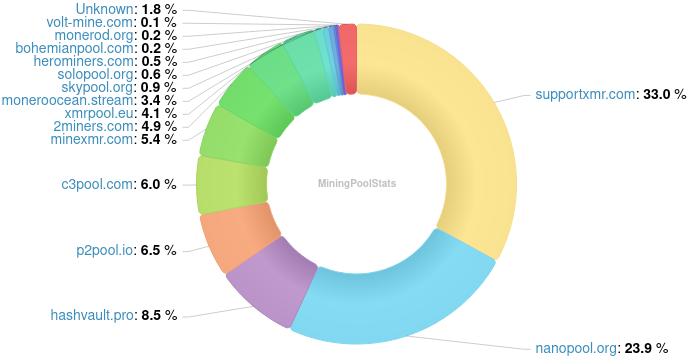 Unknown: 1.8 %
volt-mine.com: 0.1 %
monerod.org: 0.2 %
bohemianpool.com: 0.2 %
herominers.com: 0.5 %
solopool.org: 0.6 %
skypool.org: 0.9 %
moneroocean.stream: 3.4 %
xmrpool.eu: 4.1 %
2miners.com: 4.9 %
minexmr.com: 5.4 %
c3pool.com: 6.0 %
p2pool.io: 6.5 %
hashvault.pro: 8.5 %
MiningPoolStats
supportxmr.com: 33.0 %
nanopool.org: 23.9 %